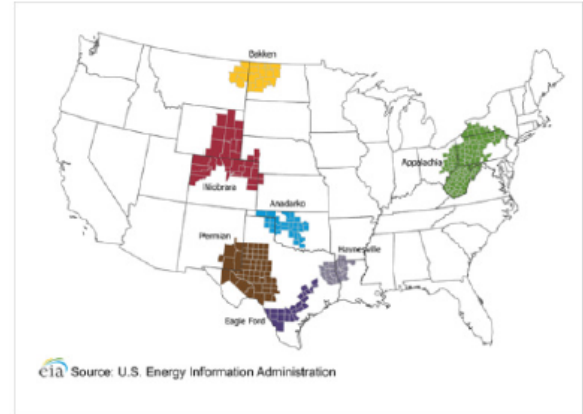 Bakken
Appalachia
Niobrara
Anadarko
Permian
Haynesville
Eagle Ford
eia Source: U.S. Energy Information Administration